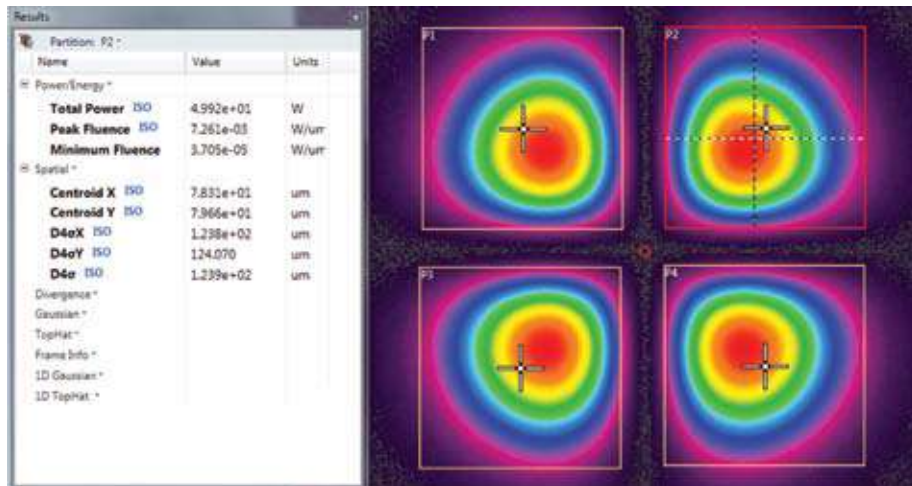 Results
Partition: P2
Name Value Units
Power/Energy
Total Power ISO 4.992e+01 W
Peak Fluence ISO 7.261e-03 W/um
Minimum Fluence 3.705e-05 W/um
Spatial
Centroid X ISO 7.831e+01 um
Centroid Y ISO 7.966e+01 um
D4σX ISO 1.238e+02 um
D4σY ISO 124.070 um
D4σ ISO 1.239e+02 um
Divergence
Gaussian
TopHat
Frame Info
1D Gaussian
1D TopHat
P1
P2
P3
P4